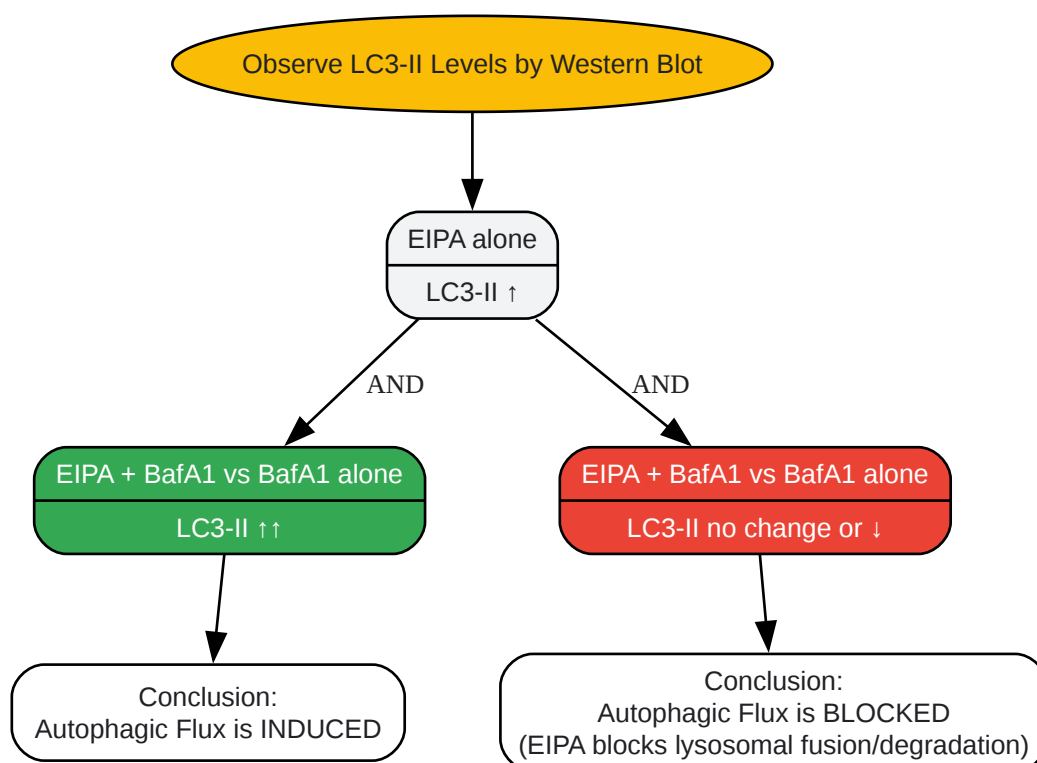 Observe LC3-II Levels by Western Blot
EIPA alone
LC3-II ↑
AND
AND
EIPA + BafA1 vs BafA1 alone
LC3-II ↑↑
EIPA + BafA1 vs BafA1 alone
LC3-II no change or ↓
Conclusion:
Autophagic Flux is INDUCED
Conclusion:
Autophagic Flux is BLOCKED
(EIPA blocks lysosomal fusion/degradation)